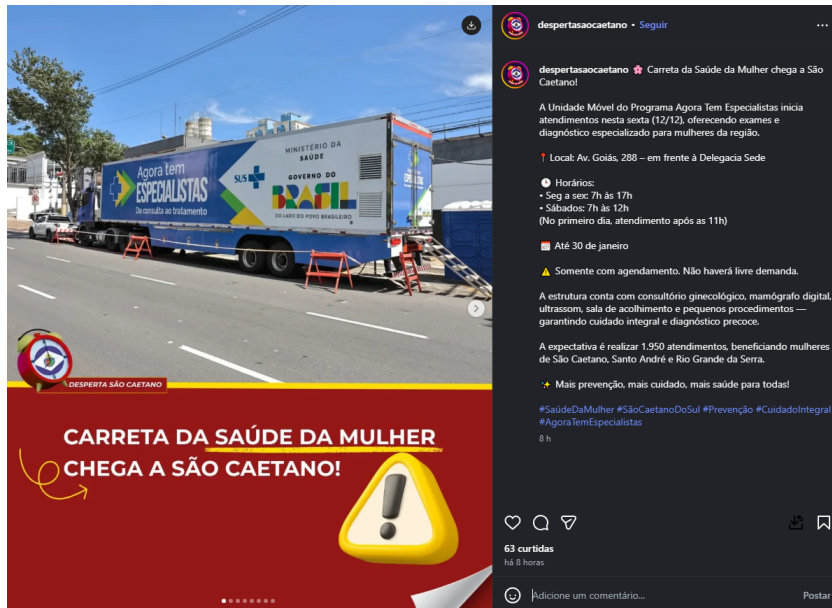 MINISTÉRIO DA
SAÚDE
GOVERNO DO
BRASIL
DO LADO DO POVO BRASILEIRO
SUS
Agora tem
ESPECIALISTAS
Da consulta ao tratamento
DESPERTA SÃO CAETANO
CARRETA DA SAÚDE DA MULHER
CHEGA A SÃO CAETANO!
despertasaocaetano • Seguir
despertasaocaetano 🌸 Carreta da Saúde da Mulher chega a São
Caetano!
A Unidade Móvel do Programa Agora Tem Especialistas inicia
atendimentos nesta sexta (12/12), oferecendo exames e
diagnóstico especializado para mulheres da região.
📍 Local: Av. Goiás, 288 – em frente à Delegacia Sede
🕒 Horários:
• Seg a sex: 7h às 17h
• Sábados: 7h às 12h
(No primeiro dia, atendimento após as 11h)
📅 Até 30 de janeiro
⚠️ Somente com agendamento. Não haverá livre demanda.
A estrutura conta com consultório ginecológico, mamógrafo digital,
ultrassom, sala de acolhimento e pequenos procedimentos —
garantindo cuidado integral e diagnóstico precoce.
A expectativa é realizar 1.950 atendimentos, beneficiando mulheres
de São Caetano, Santo André e Rio Grande da Serra.
✨ Mais prevenção, mais cuidado, mais saúde para todas!
#SaúdeDaMulher #SãoCaetanoDoSul #Prevenção #CuidadoIntegral
#AgoraTemEspecialistas
8 h
63 curtidas
há 8 horas
Adicione um comentário...
Postar